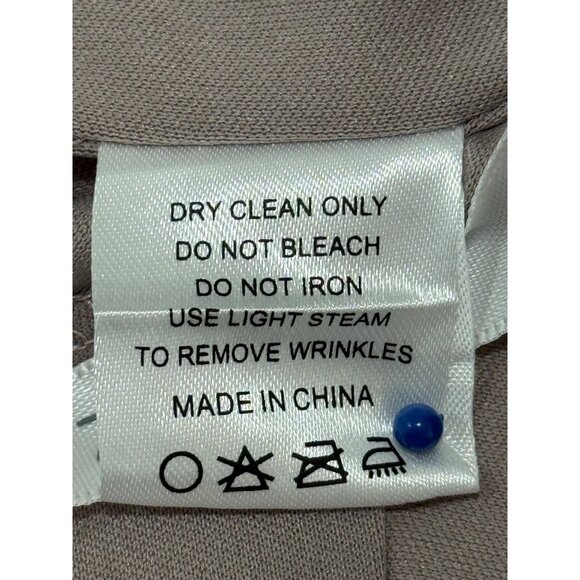 DRY CLEAN ONLY
DO NOT BLEACH
DO NOT IRON
USE LIGHT STEAM
TO REMOVE WRINKLES
MADE IN CHINA